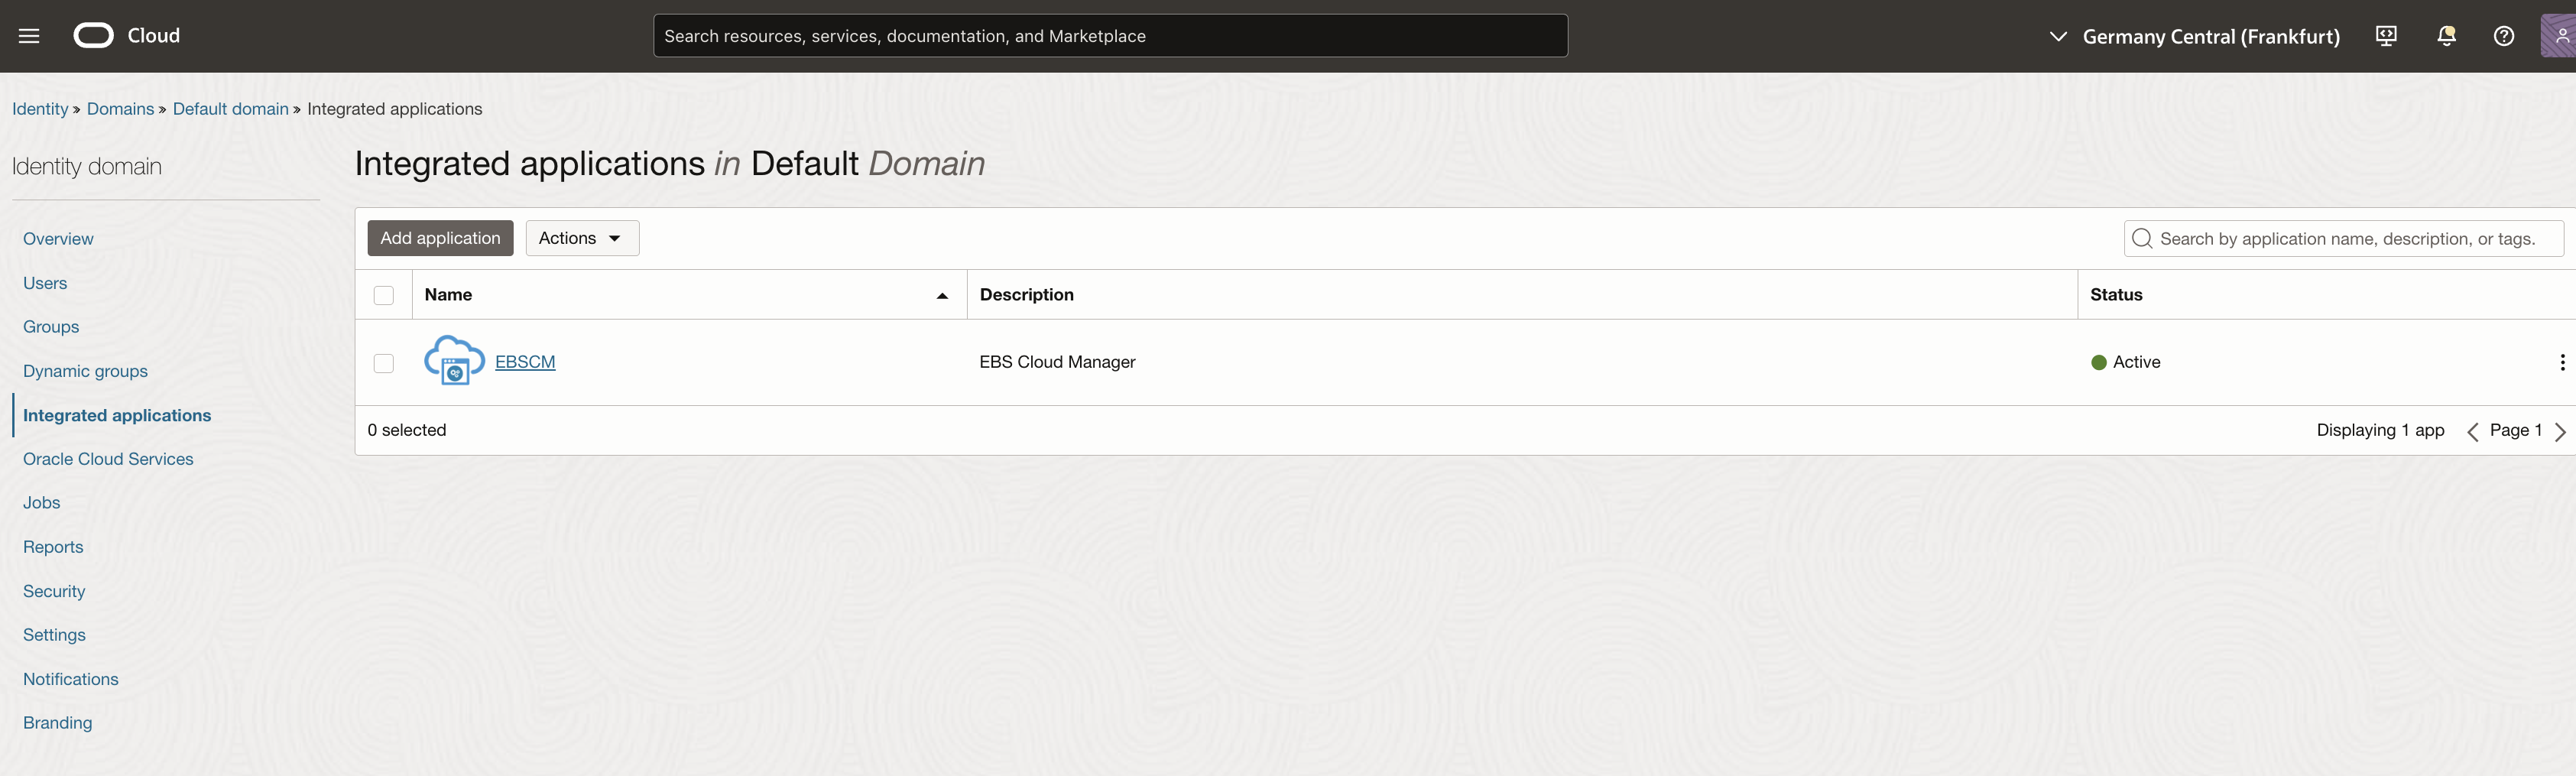 Cloud
Search resources, services, documentation, and Marketplace
Germany Central (Frankfurt)
Identity » Domains » Default domain » Integrated applications
Identity domain
Overview
Users
Groups
Dynamic groups
Integrated applications
Oracle Cloud Services
Jobs
Reports
Security
Settings
Notifications
Branding
Integrated applications in Default Domain
Add application Actions
Search by application name, description, or tags.
Name Description Status
EBSCM EBS Cloud Manager Active
0 selected Displaying 1 app Page 1